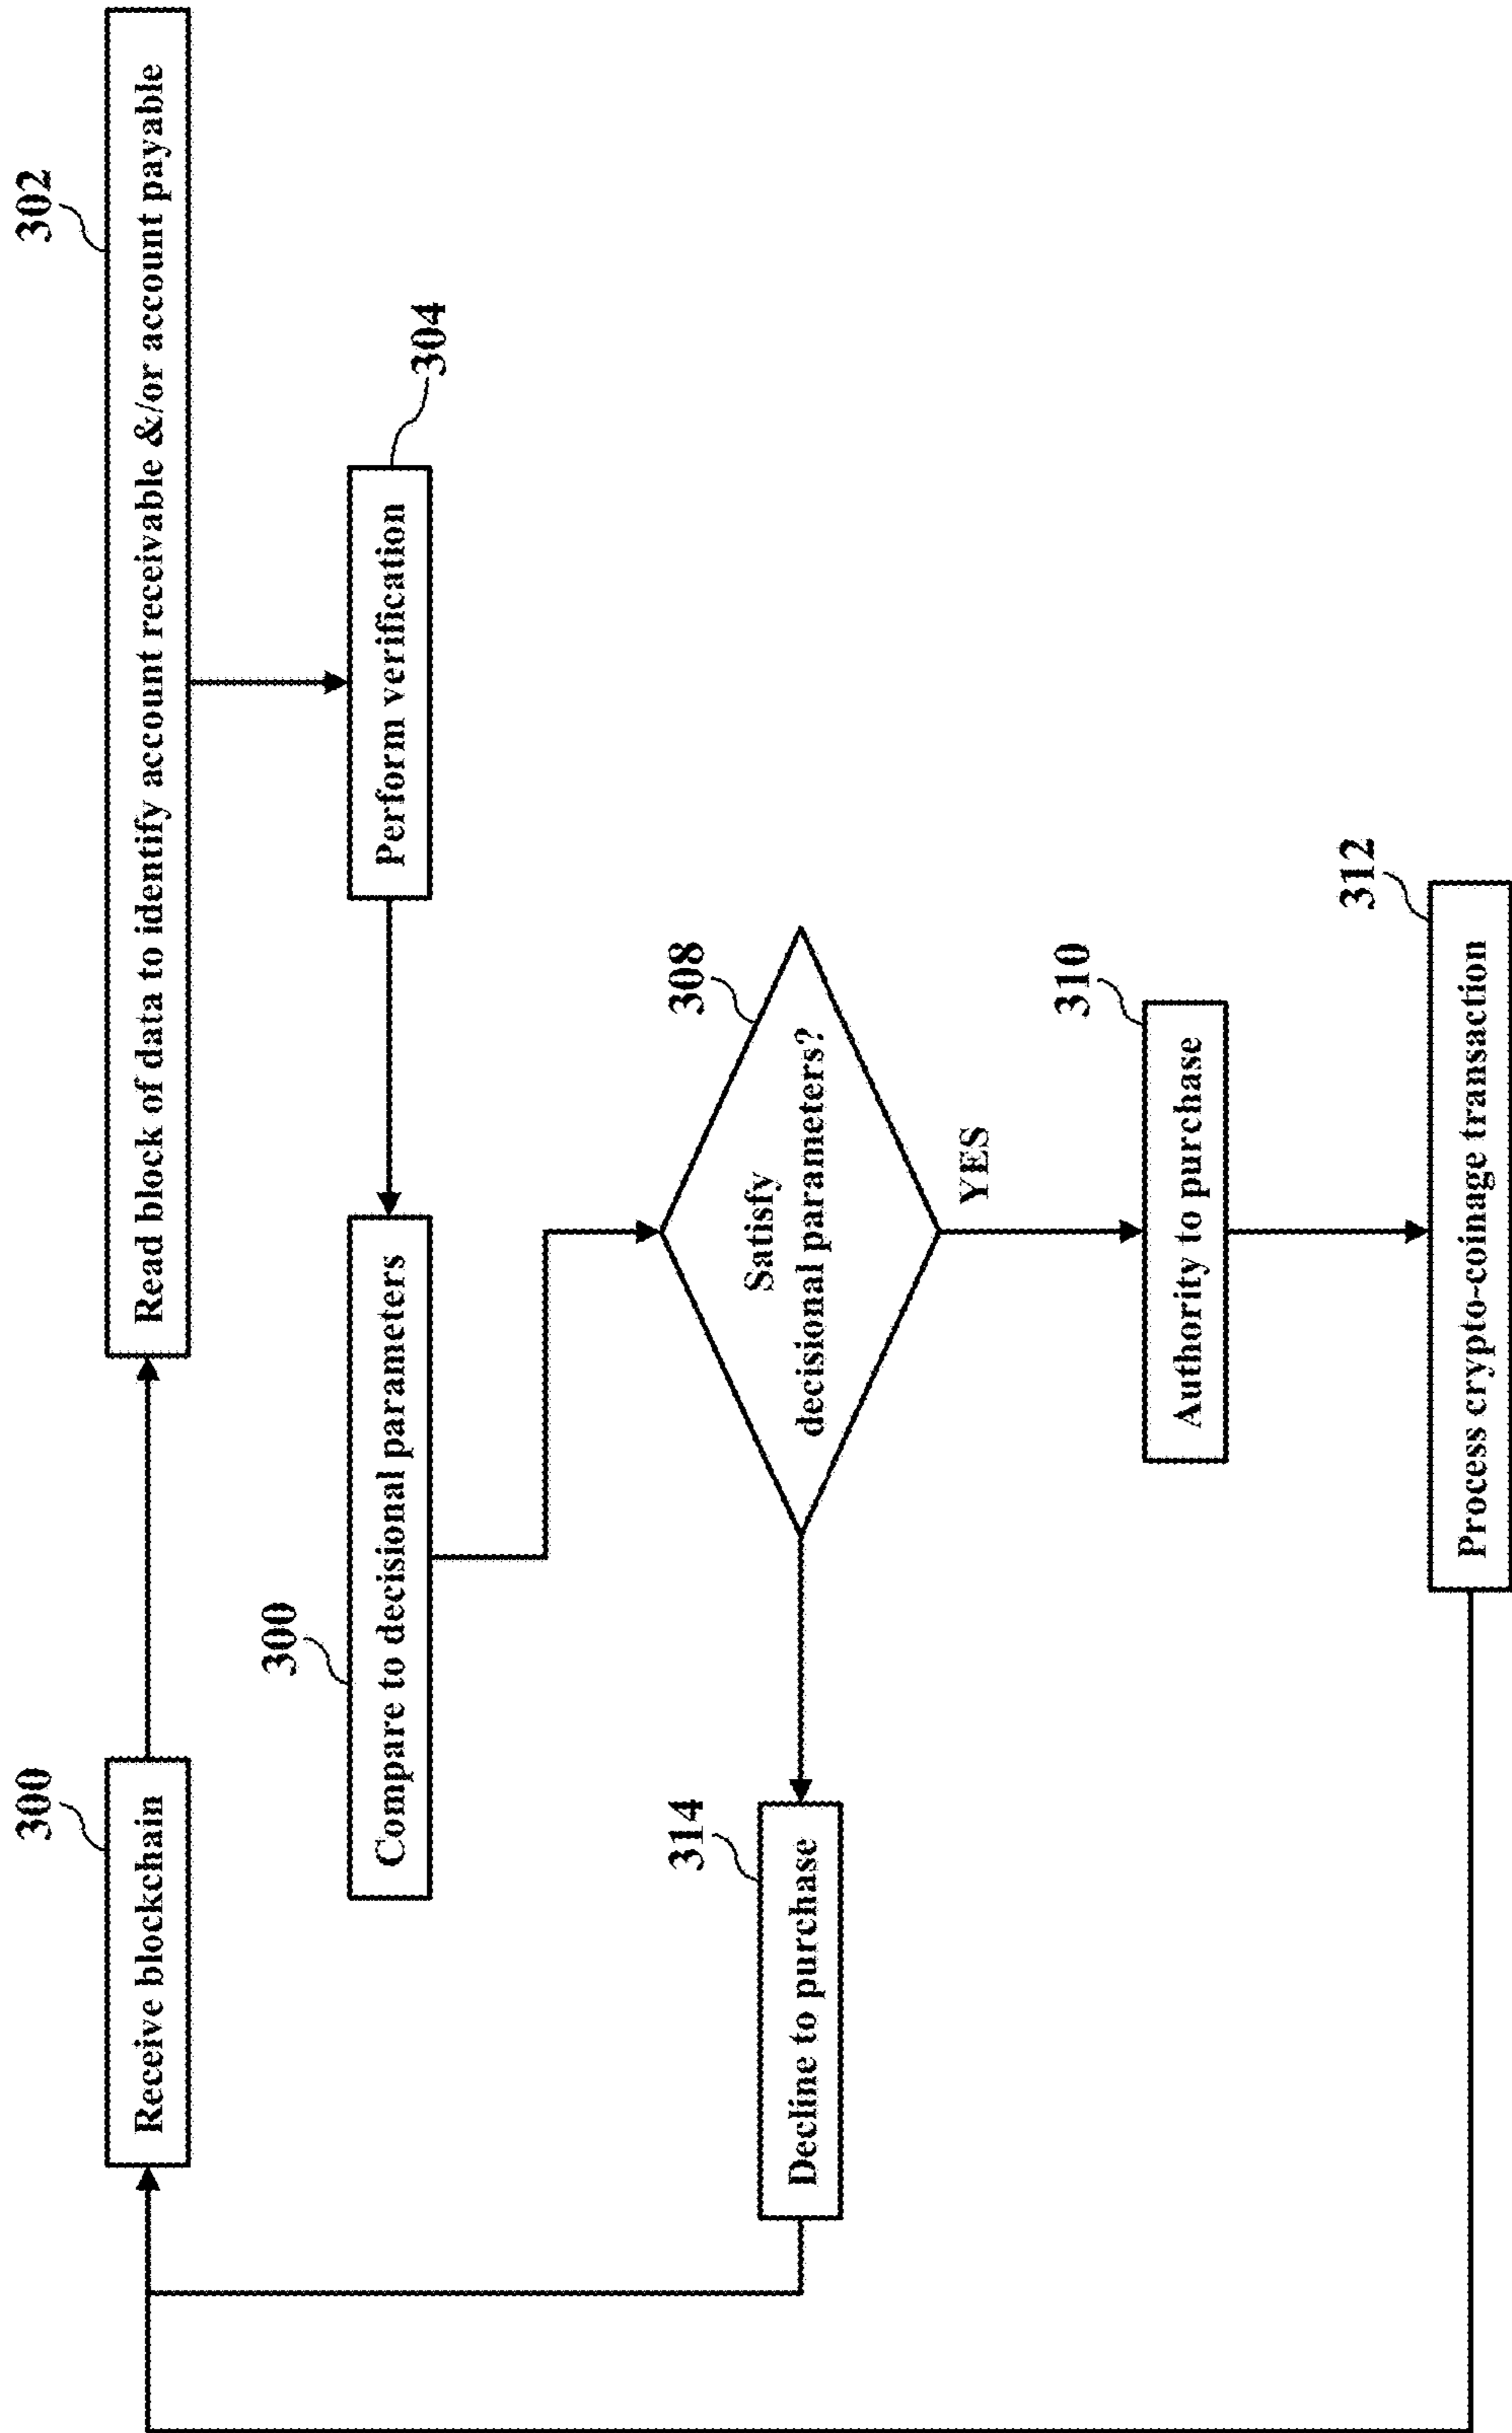 300
Receive blockchain
302
Read block of data to identify account receivable &/or account payable
304
Perform verification
300
Compare to decisional parameters
308
Satisfy
decisional parameters?
YES
314
Decline to purchase
310
Authority to purchase
312
Process crypto-coinage transaction